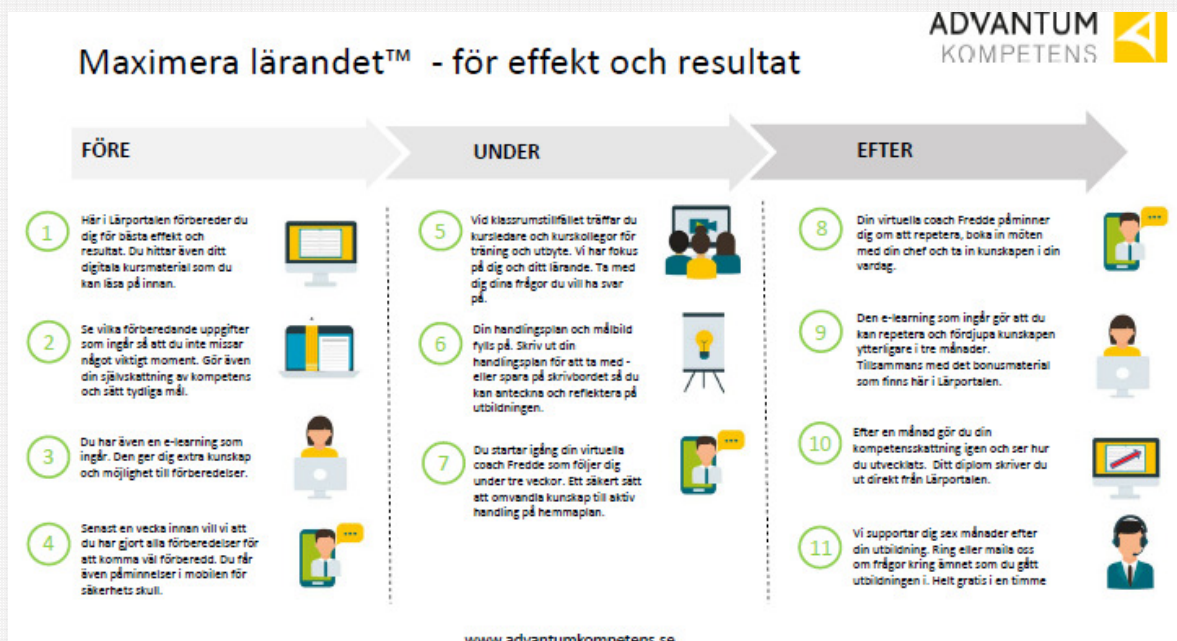 ADVANTUM
KOMPETENS
Maximera lärandet™ - för effekt och resultat
FÖRE
1
Här i Lärportalen förbereder du
dig för bästa effekt och
resultat. Du hittar även ditt
digitala kursmaterial som du
kan läsa på innan.
2
Se vilka förberedande uppgifter
som ingår så att du inte missar
något viktigt moment. Gör även
din självskattning av kompetens
och sätt tydliga mål.
3
Du har även en e-learning som
ingår. Den ger dig extra kunskap
och möjlighet till förberedelser.
4
Senast en vecka innan vill vi att
du har gjort alla förberedelser för
att komma väl förberedd. Du får
även påminnelser i mobilen för
säkerhets skull.
UNDER
5
Vid klassrumstillfället träffar du
kursledare och kurskollegor för
träning och utbyte. Vi har fokus
på dig och ditt lärande. Ta med
dig dina frågor du vill ha svar
på.
6
Din handlingsplan och målbild
fylls på. Skriv ut din
handlingsplan för att ta med -
eller spara på skrivbordet så du
kan anteckna och reflektera på
utbildningen.
7
Du startar igång din virtuella
coach Fredde som följer dig
under tre veckor. Ett säkert sätt
att omvandla kunskap till aktiv
handling på hemmaplan.
EFTER
8
Din virtuella coach Fredde påminner
dig om att repetera, boka in möten
med din chef och ta in kunskapen i din
vardag.
9
Den e-learning som ingår gör att du
kan repetera och fördjupa kunskapen
ytterligare i tre månader.
Tillsammans med det bonusmaterial
som finns här i Lärportalen.
10
Efter en månad gör du din
kompetensskattning igen och ser hur
du utvecklats. Ditt diplom skriver du
ut direkt från Lärportalen.
11
Vi supportar dig sex månader efter
din utbildning. Ring eller maila oss
om frågor kring ämnet som du gått
utbildningen i. Helt gratis i en timme
www.advantumkompetens.se